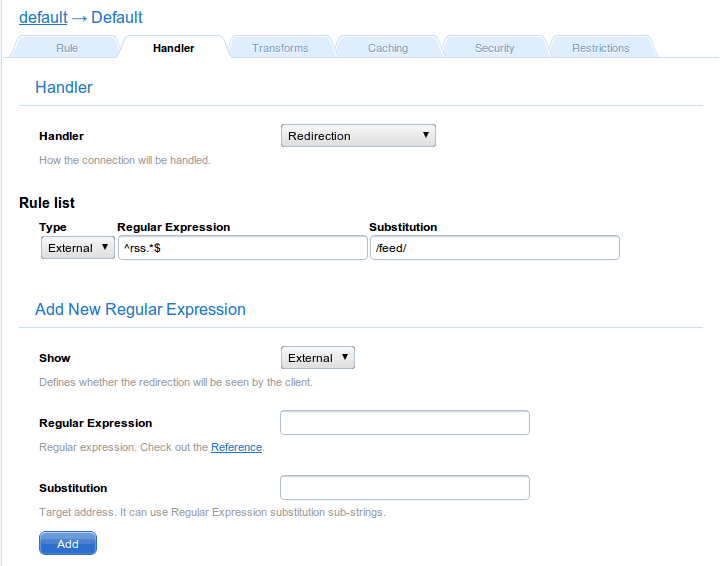 default → Default
Rule Handler Transforms Caching Security Restrictions
Handler
Handler Redirection
How the connection will be handled.
Rule list
Type Regular Expression Substitution
External ^rss.*$ /feed/
Add New Regular Expression
Show External
Defines whether the redirection will be seen by the client.
Regular Expression
Regular expression. Check out the Reference.
Substitution
Target address. It can use Regular Expression substitution sub-strings.
Add